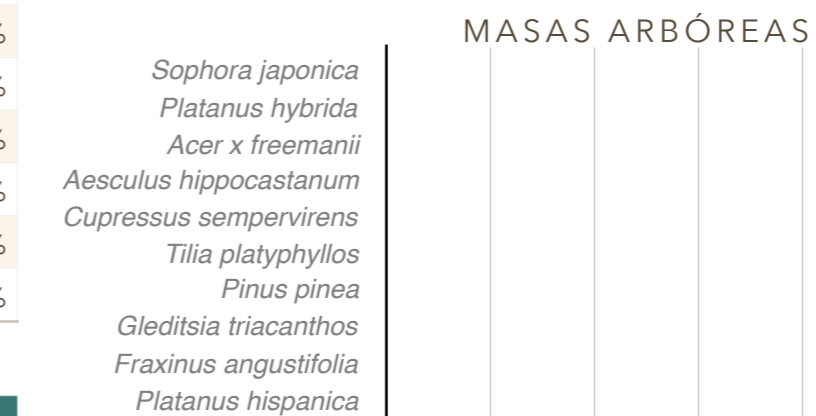 MASAS ARBÓREAS
Sophora japonica
Platanus hybrida
Acer x freemanii
Aesculus hippocastanum
Cupressus sempervirens
Tilia platyphyllos
Pinus pinea
Gleditsia triacanthos
Fraxinus angustifolia
Platanus hispanica
%
%
%
%
%
%